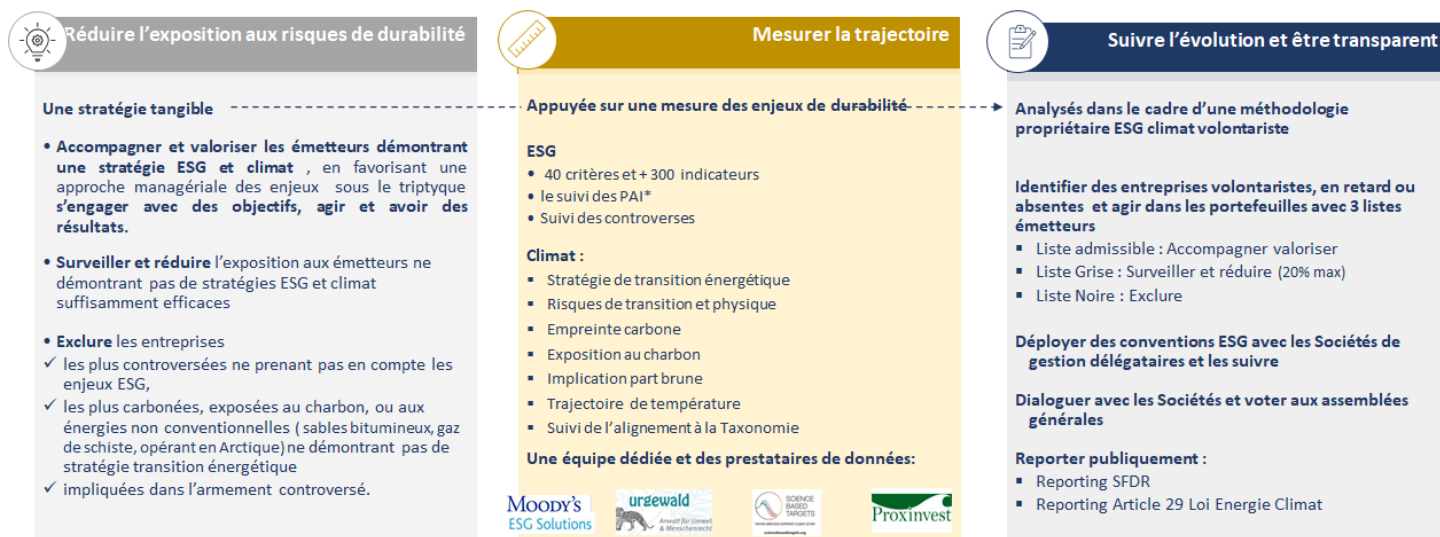 Réduire l'exposition aux risques de durabilité
Une stratégie tangible
• Accompagner et valoriser les émetteurs démontrant
une stratégie ESG et climat , en favorisant une
approche managériale des enjeux sous le triptyque
s'engager avec des objectifs, agir et avoir des
résultats.
• Surveiller et réduire l'exposition aux émetteurs ne
démontrant pas de stratégies ESG et climat
suffisamment efficaces
• Exclure les entreprises
✓ les plus controversées ne prenant pas en compte les
enjeux ESG,
✓ les plus carbonées, exposées au charbon, ou aux
énergies non conventionnelles ( sables bitumineux, gaz
de schiste, opérant en Arctique) ne démontrant pas de
stratégie transition énergétique
✓ impliquées dans l'armement controversé.
Mesurer la trajectoire
Appuyée sur une mesure des enjeux de durabilité
ESG
• 40 critères et + 300 indicateurs
• le suivi des PAI*
• Suivi des controverses
Climat :
▪ Stratégie de transition énergétique
▪ Risques de transition et physique
▪ Empreinte carbone
▪ Exposition au charbon
▪ Implication part brune
▪ Trajectoire de température
▪ Suivi de l'alignement à la Taxonomie
Une équipe dédiée et des prestataires de données:
MOODY'S
ESG Solutions
urgewald
Anwalt für Umwelt
& Menschenrecht
SCIENCE
BASED
TARGETS
Proxinvest
Suivre l'évolution et être transparent
Analysés dans le cadre d'une méthodologie
propriétaire ESG climat volontariste
Identifier des entreprises volontaristes, en retard ou
absentes et agir dans les portefeuilles avec 3 listes
émetteurs
▪ Liste admissible : Accompagner valoriser
▪ Liste Grise : Surveiller et réduire (20% max)
▪ Liste Noire : Exclure
Déployer des conventions ESG avec les Sociétés de
gestion délégataires et les suivre
Dialoguer avec les Sociétés et voter aux assemblées
générales
Reporter publiquement :
▪ Reporting SFDR
▪ Reporting Article 29 Loi Energie Climat